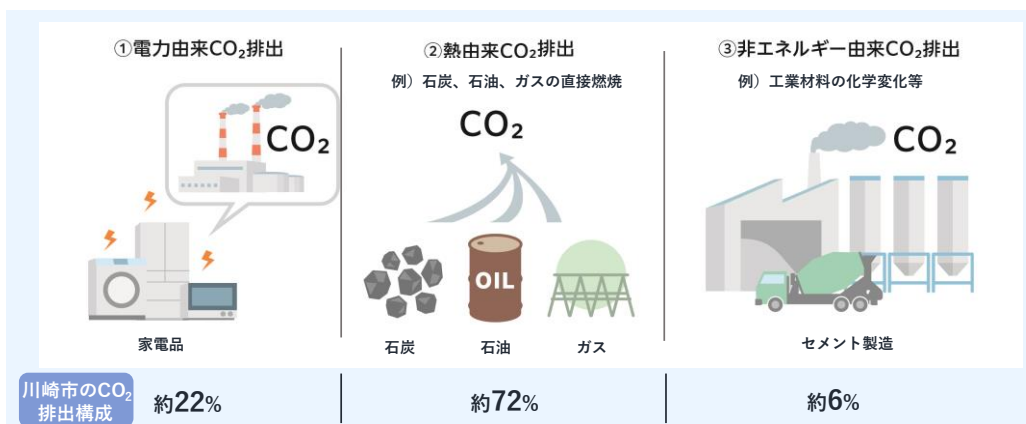 ①電力由来CO₂排出
CO₂
家電品
②熱由来CO₂排出
例）石炭、石油、ガスの直接燃焼
CO₂
OIL
石炭 石油 ガス
③非エネルギー由来CO₂排出
例）工業材料の化学変化等
CO₂
セメント製造
川崎市のCO₂
排出構成
約22%
約72%
約6%